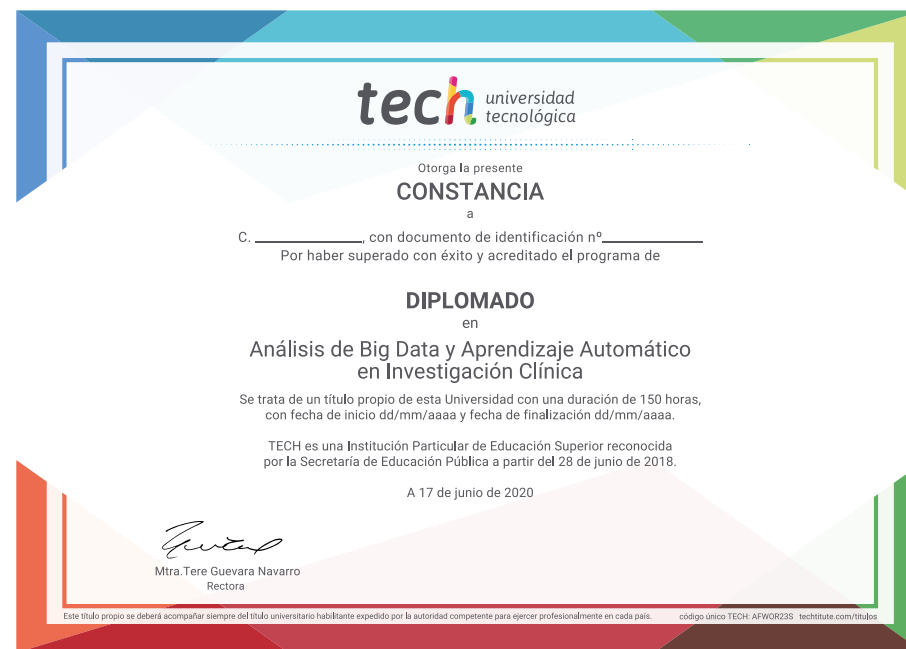 tech universidad
tecnológica
Otorga la presente
CONSTANCIA
a
C. ____________, con documento de identificación nº____________
Por haber superado con éxito y acreditado el programa de
DIPLOMADO
en
Análisis de Big Data y Aprendizaje Automático
en Investigación Clínica
Se trata de un título propio de esta Universidad con una duración de 150 horas,
con fecha de inicio dd/mm/aaaa y fecha de finalización dd/mm/aaaa.
TECH es una Institución Particular de Educación Superior reconocida
por la Secretaría de Educación Pública a partir del 28 de junio de 2018.
A 17 de junio de 2020
Mtra.Tere Guevara Navarro
Rectora
Este título propio se deberá acompañar siempre del título universitario habilitante expedido por la autoridad competente para ejercer profesionalmente en cada país. código único TECH: AFWOR23S techtitute.com/titulos